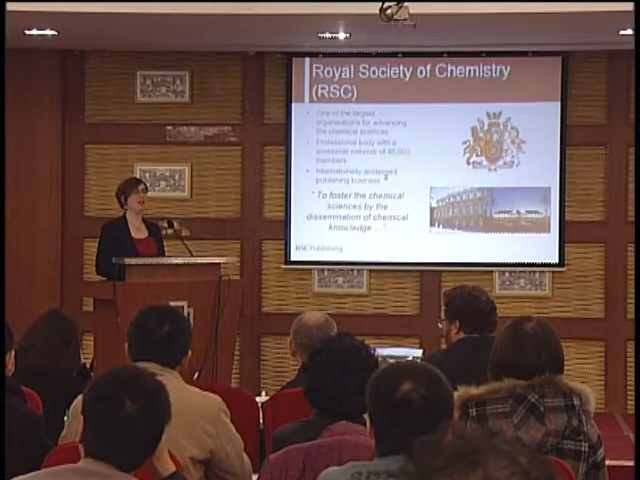 Royal Society of Chemistry
(RSC)
• One of the largest
organisations for advancing
the chemical sciences
• Professional body with a
worldwide network of 46,000
members
• Internationally acclaimed
publishing business
" To foster the chemical
sciences by the
dissemination of chemical
knowledge ..."
RSC Publishing